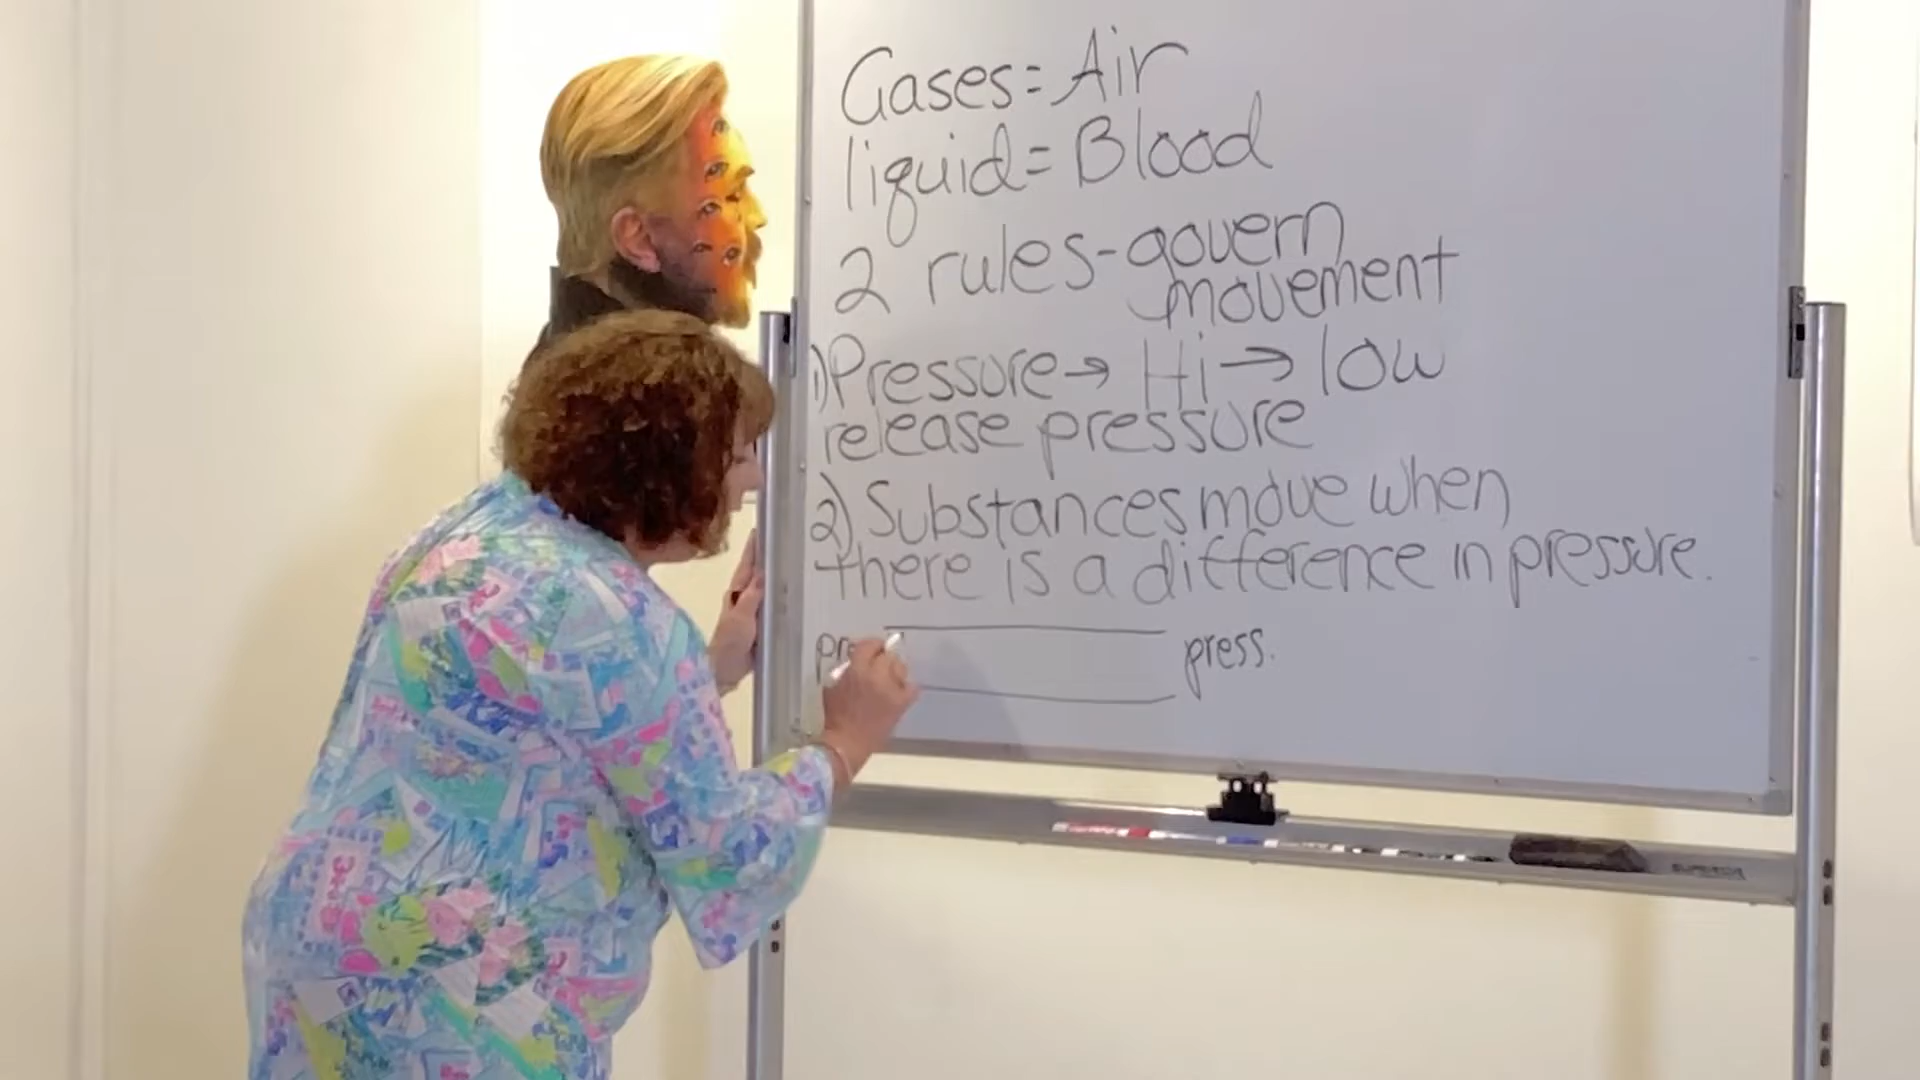 Gases = Air
liquid = Blood
2 rules - govern
movement
1) Pressure → Hi → low
release pressure
2) Substances move when
there is a difference in pressure.
press.